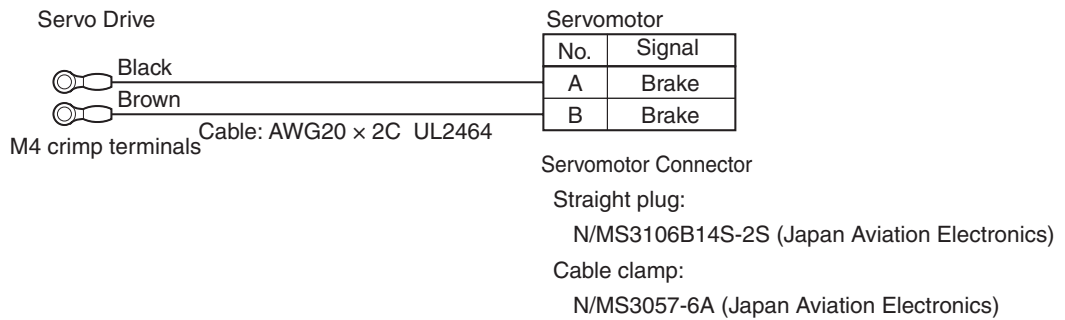 Servo Drive
Servomotor
No. Signal
Black
A Brake
Brown
B Brake
Cable: AWG20 × 2C UL2464
M4 crimp terminals
Servomotor Connector
Straight plug:
N/MS3106B14S-2S (Japan Aviation Electronics)
Cable clamp:
N/MS3057-6A (Japan Aviation Electronics)